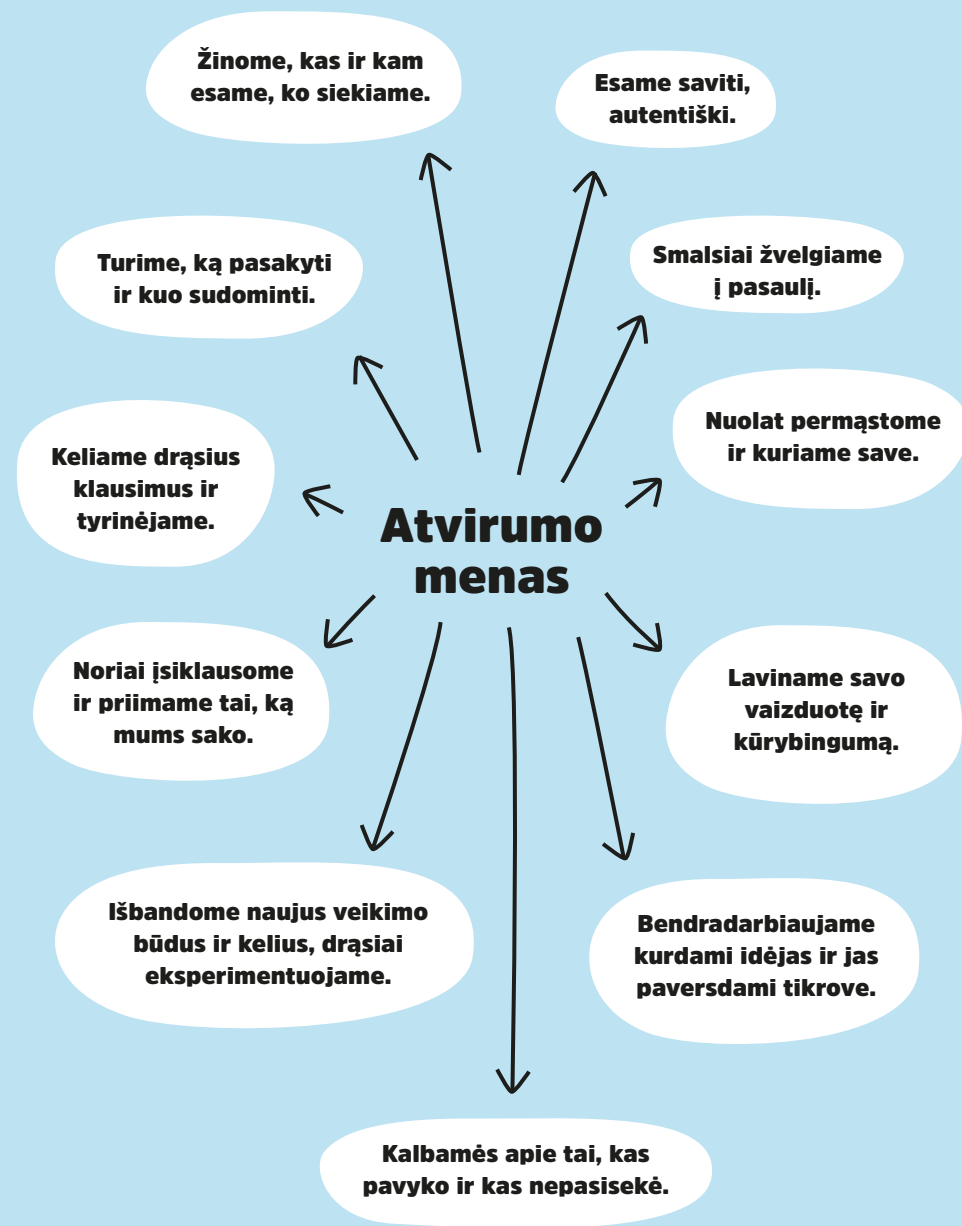 Žinome, kas ir kam
esame, ko siekiame.
Esame saviti,
autentiški.
Turime, ką pasakyti
ir kuo sudominti.
Smalsiai žvelgiame
į pasaulį.
Nuolat permąstome
ir kuriame save.
Keliame drąsius
klausimus ir
tyrinėjame.
Atvirumo
menas
Noriai įsiklausome
ir priimame tai, ką
mums sako.
Laviname savo
vaizduotę ir
kūrybingumą.
Išbandome naujus veikimo
būdus ir kelius, drąsiai
eksperimentuojame.
Bendradarbiaujame
kurdami idėjas ir jas
paversdami tikrove.
Kalbamės apie tai, kas
pavyko ir kas nepasisekė.